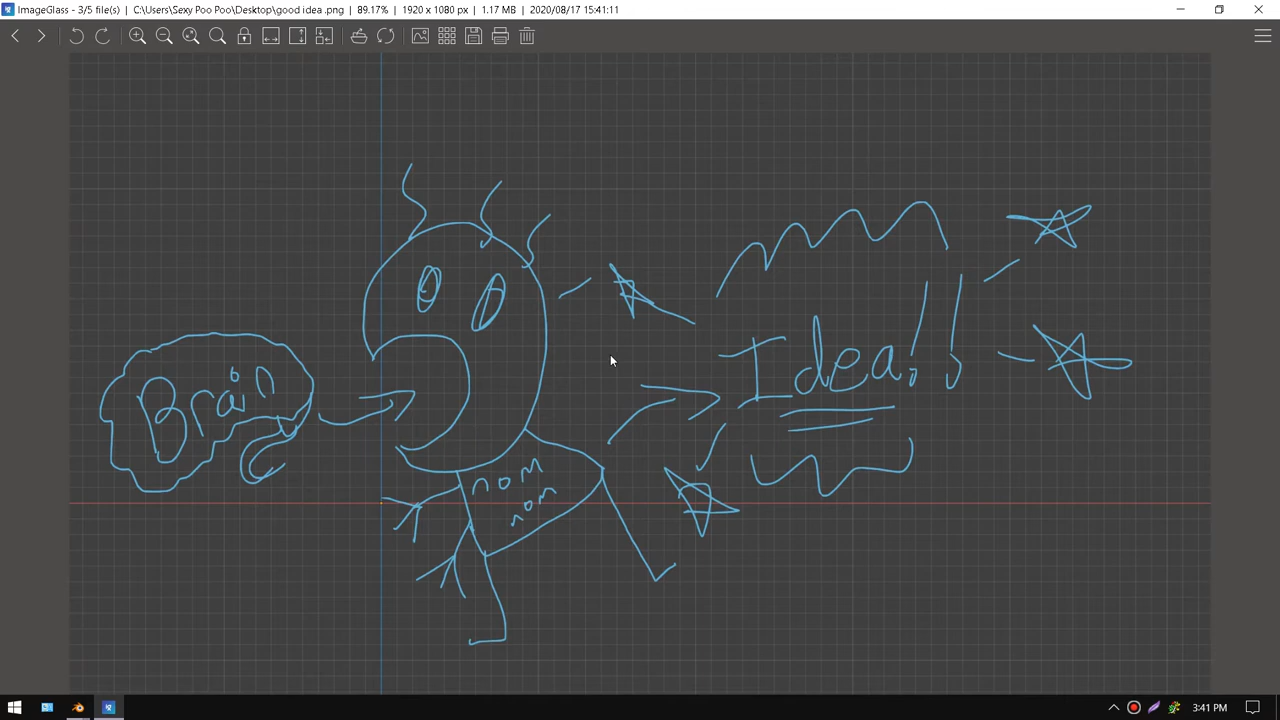 ImageGlass - 3/5 file(s) | C:\Users\Sexy Poo Poo\Desktop\good idea .png | 89.17% | 1920 x 1080 px | 1.17 MB | 2020/08/17 15:41:11
Brain
Idea!!
nom
nom
3:41 PM